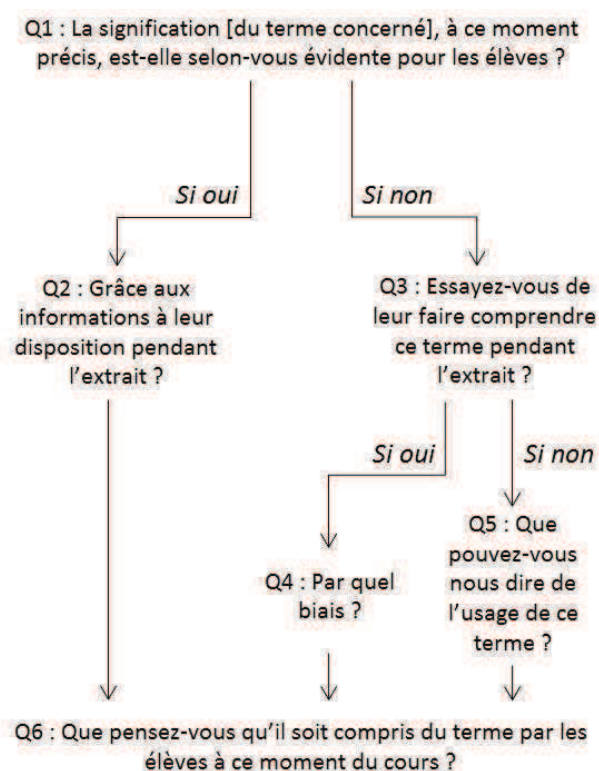 Q1 : La signification [du terme concerné], à ce moment
précis, est-elle selon-vous évidente pour les élèves ?
Si oui
Si non
Q2 : Grâce aux
informations à leur
disposition pendant
l'extrait ?
Q3 : Essayez-vous de
leur faire comprendre
ce terme pendant
l'extrait ?
Si oui
Si non
Q4 : Par quel
biais ?
Q5 : Que
pouvez-vous
nous dire de
l'usage de ce
terme ?
Q6 : Que pensez-vous qu'il soit compris du terme par les
élèves à ce moment du cours ?